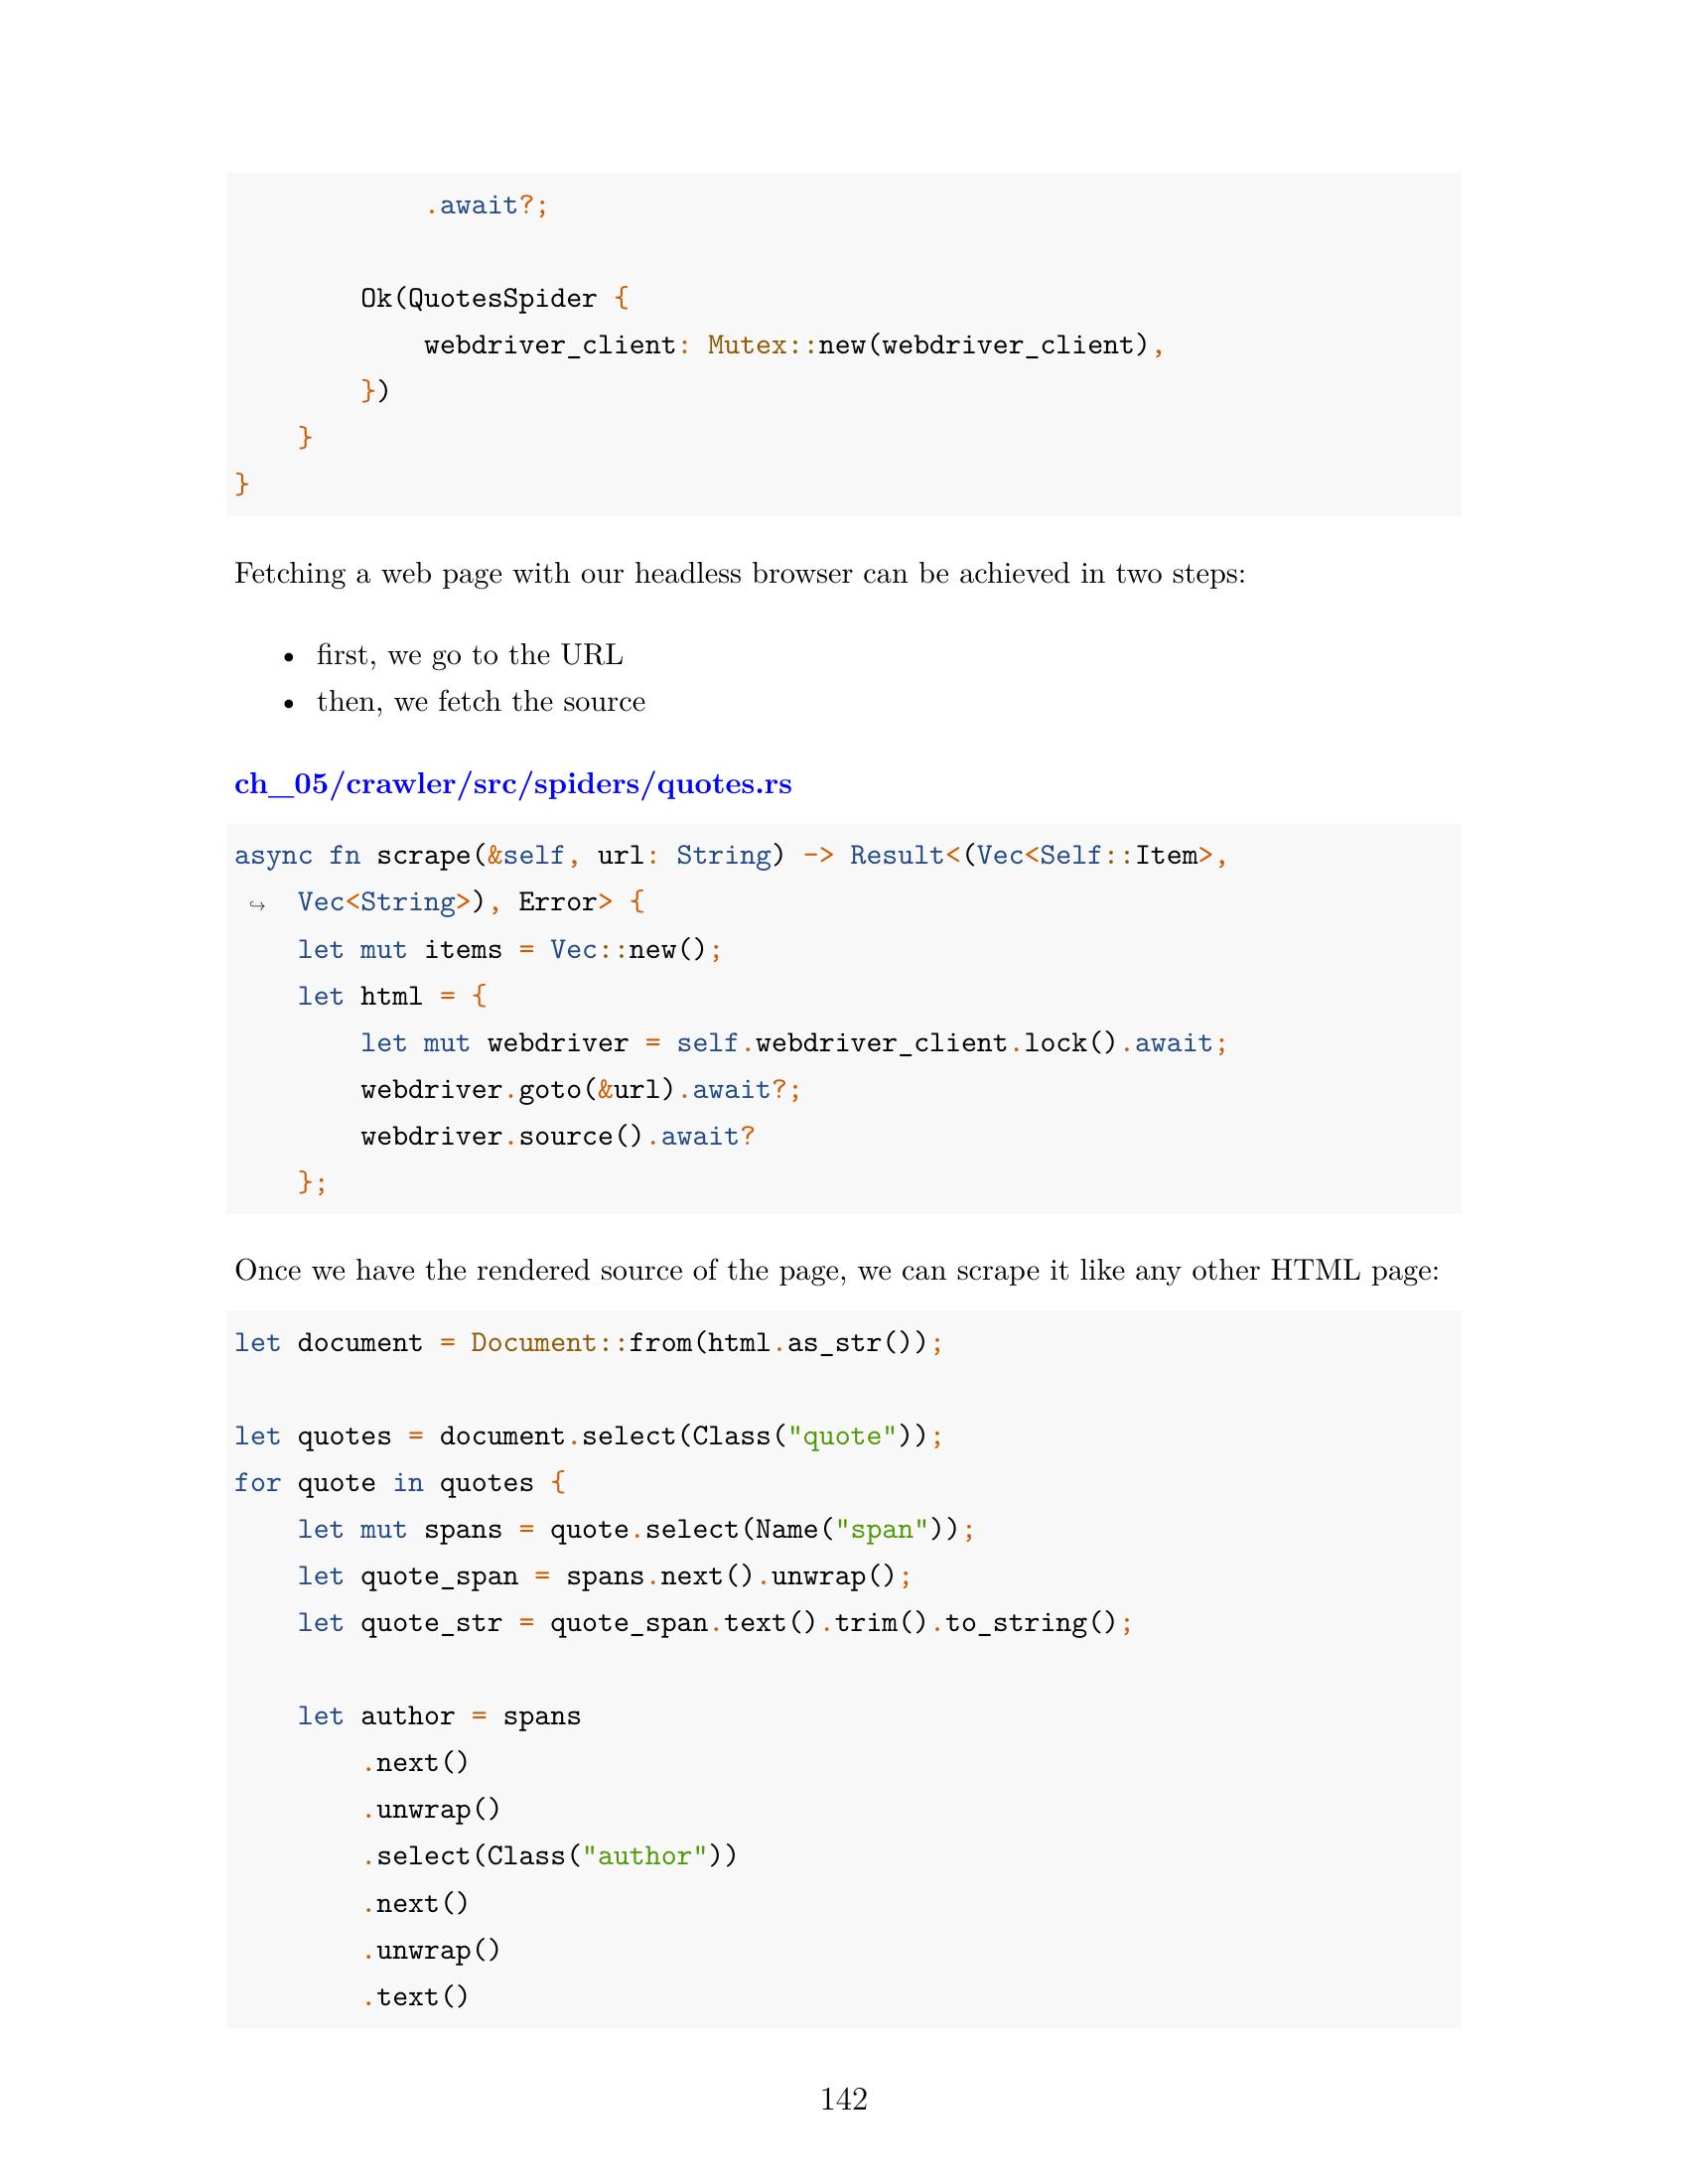 .await?;
        Ok(QuotesSpider {
            webdriver_client: Mutex::new(webdriver_client),
        })
    }
}
Fetching a web page with our headless browser can be achieved in two steps:
• first, we go to the URL
• then, we fetch the source
ch_05/crawler/src/spiders/quotes.rs
async fn scrape(&self, url: String) -> Result<(Vec<Self::Item>,
 ↪  Vec<String>), Error> {
    let mut items = Vec::new();
    let html = {
        let mut webdriver = self.webdriver_client.lock().await;
        webdriver.goto(&url).await?;
        webdriver.source().await?
    };
Once we have the rendered source of the page, we can scrape it like any other HTML page:
let document = Document::from(html.as_str());
let quotes = document.select(Class("quote"));
for quote in quotes {
    let mut spans = quote.select(Name("span"));
    let quote_span = spans.next().unwrap();
    let quote_str = quote_span.text().trim().to_string();
    let author = spans
        .next()
        .unwrap()
        .select(Class("author"))
        .next()
        .unwrap()
        .text()
142